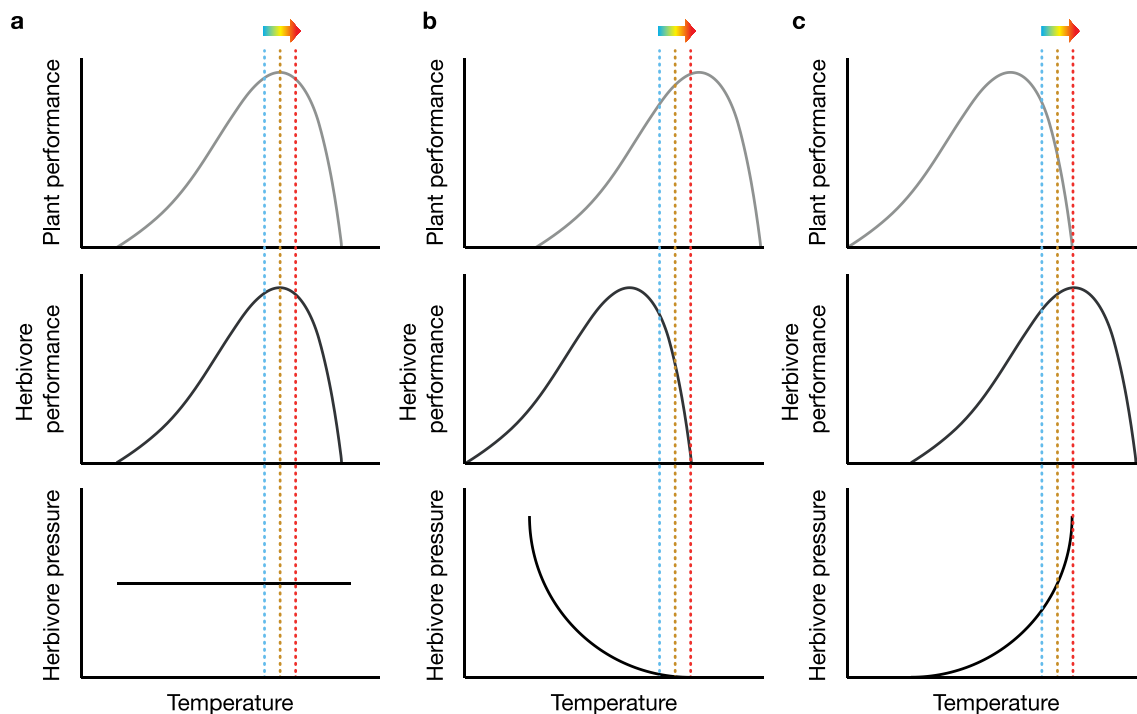 a
b
c
Plant performance
Plant performance
Plant performance
Herbivore
performance
Herbivore
performance
Herbivore
performance
Herbivore pressure
Herbivore pressure
Herbivore pressure
Temperature
Temperature
Temperature